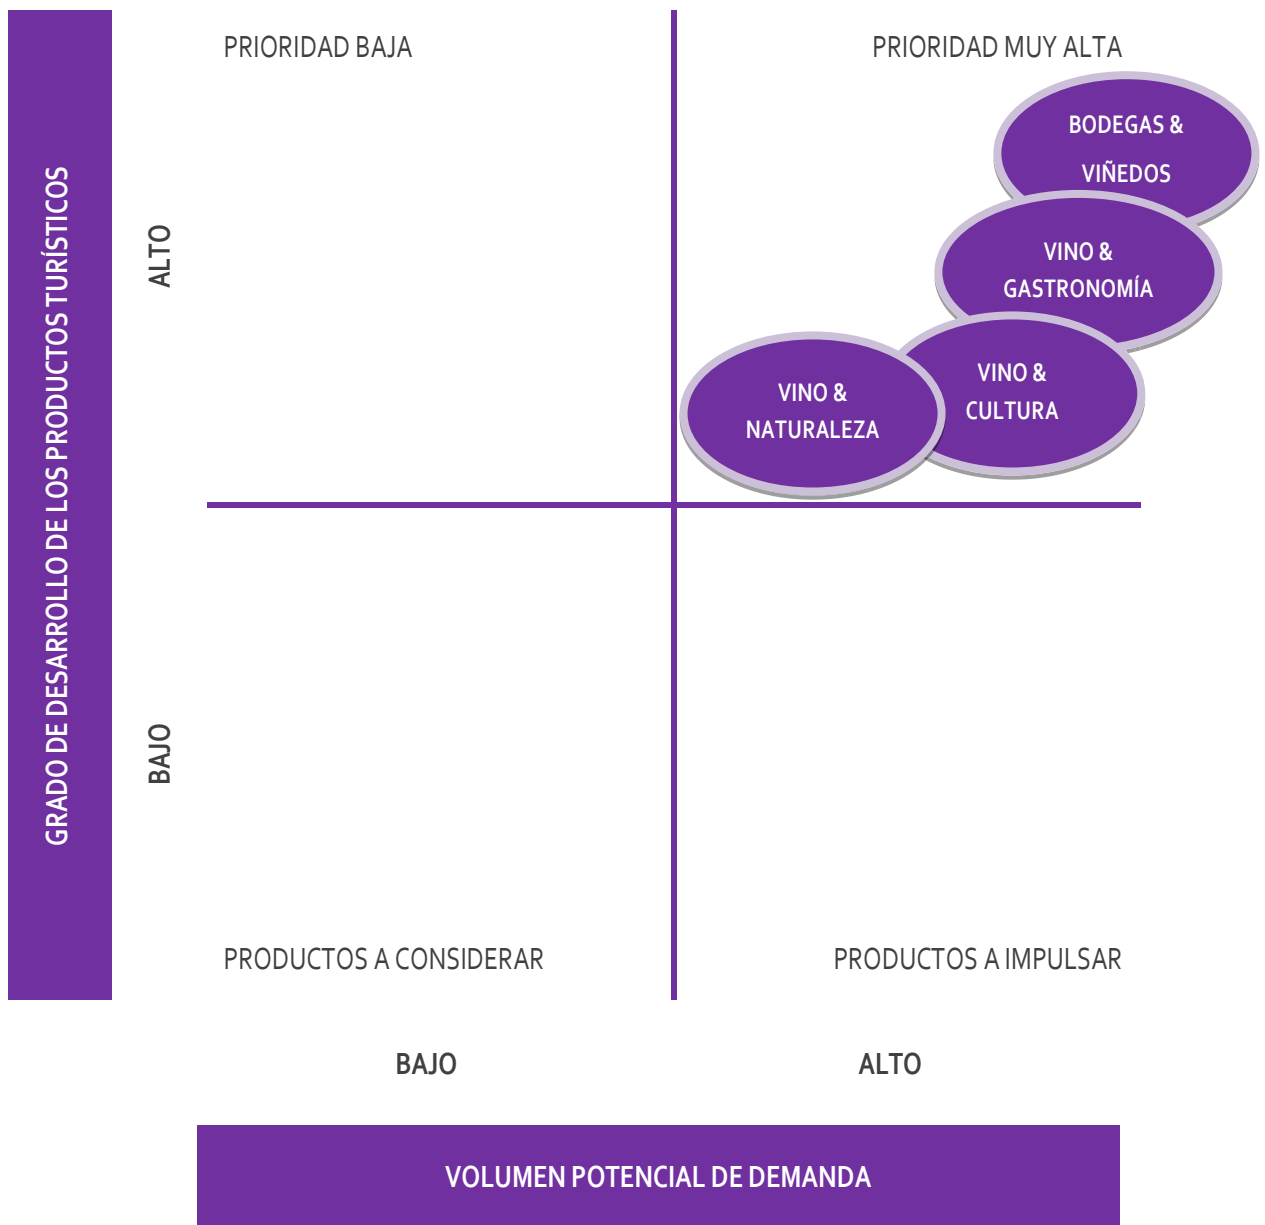 PRIORIDAD BAJA
PRIORIDAD MUY ALTA
BODEGAS &
VIÑEDOS
VINO &
GASTRONOMÍA
VINO &
CULTURA
VINO &
NATURALEZA
GRADO DE DESARROLLO DE LOS PRODUCTOS TURÍSTICOS
ALTO
BAJO
PRODUCTOS A CONSIDERAR
PRODUCTOS A IMPULSAR
BAJO
ALTO
VOLUMEN POTENCIAL DE DEMANDA